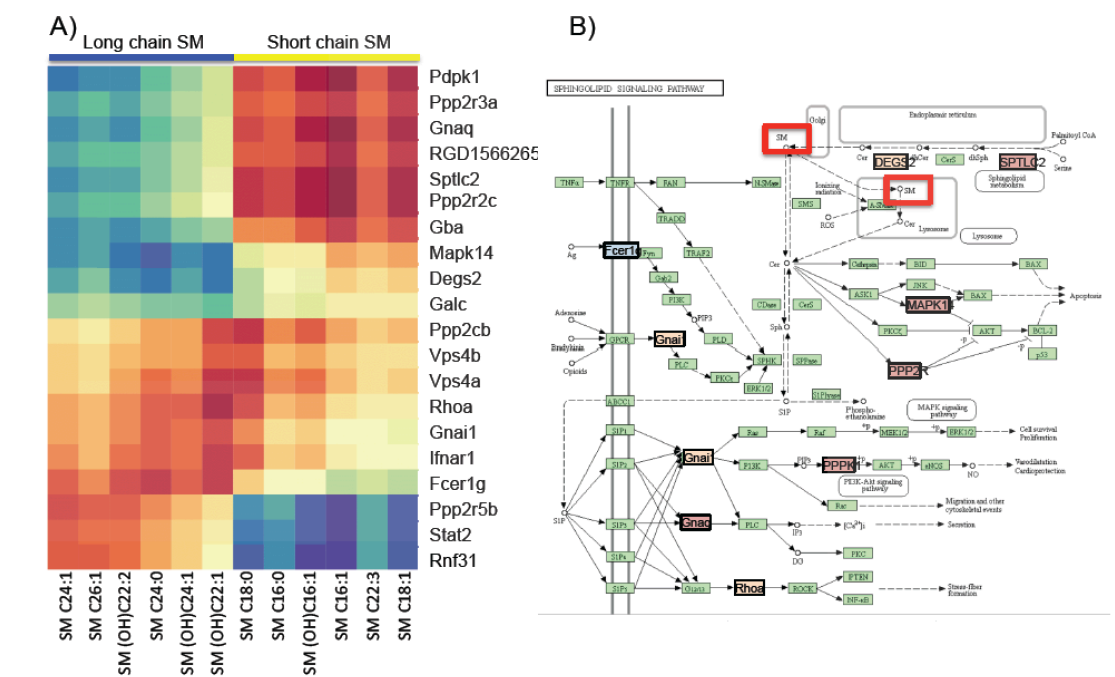 A)
Long chain SM
Short chain SM
Pdpk1
Ppp2r3a
Gnaq
RGD1566265
Sptlc2
Ppp2r2c
Gba
Mapk14
Degs2
Galc
Ppp2cb
Vps4b
Vps4a
Rhoa
Gnai1
Ifnar1
Fcer1g
Ppp2r5b
Stat2
Rnf31
SM C24:1
SM C26:1
SM (OH)C22:2
SM C24:0
SM (OH)C24:1
SM (OH)C22:1
SM C18:0
SM C16:0
SM (OH)C16:1
SM C16:1
SM C22:3
SM C18:1
B)
SPHINGOLIPID SIGNALING PATHWAY
Golgi
Endoplasmic reticulum
SM
Palmitoyl CoA
Cer
DEGS2
CerS
dhSph
SPTLC2
Serine
Sphingolipid
metabolism
TNFα
TNFR
FAN
N.SMase
Ionizing
radiation
SM
SMS
ROS
Cer
Lysosome
Lysosome
TRADD
Ag
Fcer1g
Fyn
TRAF2
Cer
BID
BAX
Gab2
PI3K
ASK1
JNK
BAX
Apoptosis
MAPK14
CDase
CerS
Adenosine
PIP3
Sph
PKCζ
AKT
BCL-2
Bradykinin
GPCR
Gnai
PLD
-p
-p
p53
Opioids
PLC
SPHK
SPPase
PKCε
ERK1/2
PPP2R
ABCC1
S1P
Phospho-
ethanolamine
MAPK signaling
pathway
S1P1
Rac
Raf
+p
MEK1/2
+p
ERK1/2
Cell survival
Proliferation
S1P2
Gnai
PI3K
PIP3
PPPK1
+p
AKT
+p
eNOS
NO
Vasodilatation
Cardioprotection
PI3K-Akt signaling
pathway
Rac
Migration and other
cytoskeletal events
S1P
S1P3
Gnaq
PLC
IP3
[Ca2+]i
Secretion
DG
PKC
S1P4
S1P5
G12/13
Rhoa
ROCK
PTEN
NF-κB
Stress-fiber
formation